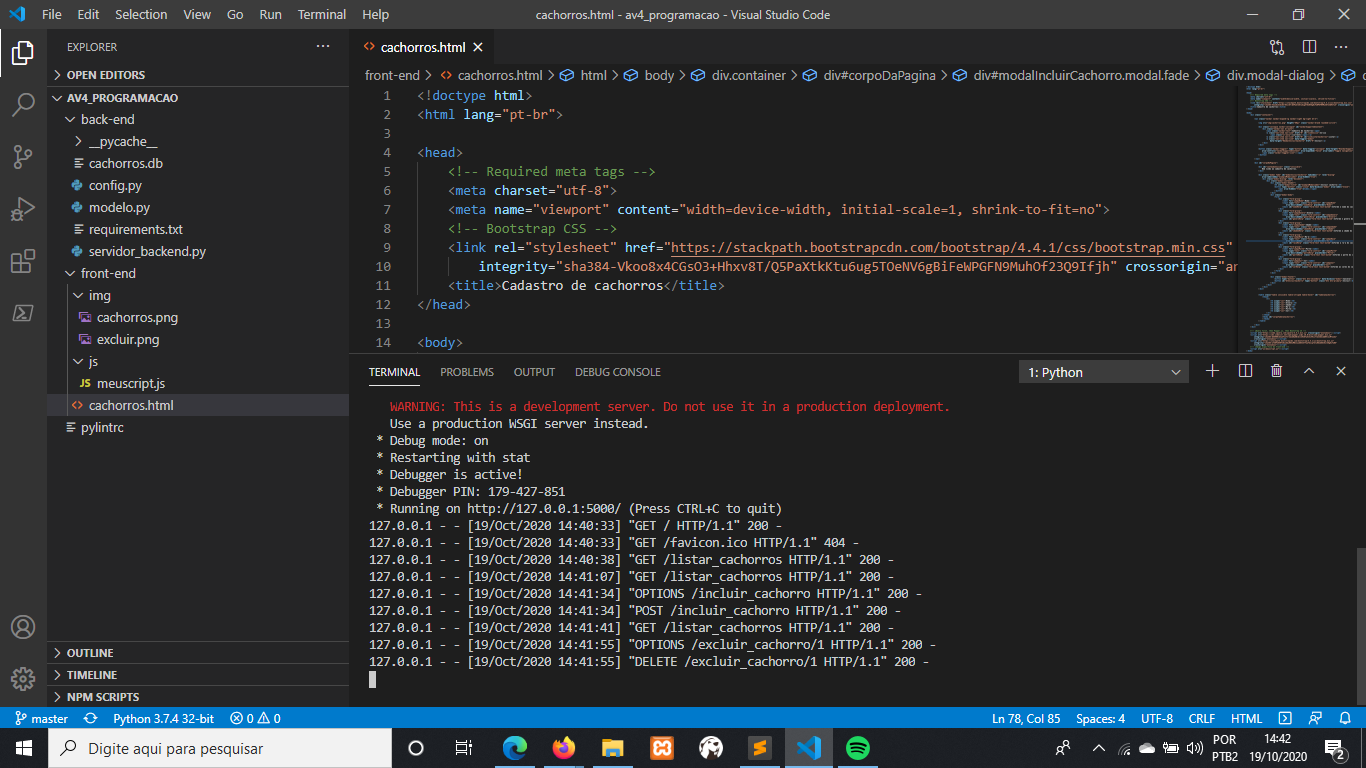 File Edit Selection View Go Run Terminal Help
cachorros.html - av4_programacao - Visual Studio Code
EXPLORER
OPEN EDITORS
AV4_PROGRAMACAO
back-end
__pycache__
cachorros.db
config.py
modelo.py
requirements.txt
servidor_backend.py
front-end
img
cachorros.png
excluir.png
js
JS meuscript.js
cachorros.html
pylintrc
OUTLINE
TIMELINE
NPM SCRIPTS
cachorros.html
front-end > cachorros.html > html > body > div.container > div#corpoDaPagina > div#modalIncluirCachorro.modal.fade > div.modal-dialog >
1 <!doctype html>
2 <html lang="pt-br">
3
4 <head>
5 <!-- Required meta tags -->
6 <meta charset="utf-8">
7 <meta name="viewport" content="width=device-width, initial-scale=1, shrink-to-fit=no">
8 <!-- Bootstrap CSS -->
9 <link rel="stylesheet" href="https://stackpath.bootstrapcdn.com/bootstrap/4.4.1/css/bootstrap.min.css"
10 integrity="sha384-Vkoo8x4CGsO3+Hhxv8T/Q5PaXtkKtu6ug5TOeNV6gBiFeWPGFN9MuhOf23Q9Ifjh" crossorigin="an
11 <title>Cadastro de cachorros</title>
12 </head>
13
14 <body>
TERMINAL PROBLEMS OUTPUT DEBUG CONSOLE
1: Python
WARNING: This is a development server. Do not use it in a production deployment.
Use a production WSGI server instead.
* Debug mode: on
* Restarting with stat
* Debugger is active!
* Debugger PIN: 179-427-851
* Running on http://127.0.0.1:5000/ (Press CTRL+C to quit)
127.0.0.1 - - [19/Oct/2020 14:40:33] "GET / HTTP/1.1" 200 -
127.0.0.1 - - [19/Oct/2020 14:40:33] "GET /favicon.ico HTTP/1.1" 404 -
127.0.0.1 - - [19/Oct/2020 14:40:38] "GET /listar_cachorros HTTP/1.1" 200 -
127.0.0.1 - - [19/Oct/2020 14:41:07] "GET /listar_cachorros HTTP/1.1" 200 -
127.0.0.1 - - [19/Oct/2020 14:41:34] "OPTIONS /incluir_cachorro HTTP/1.1" 200 -
127.0.0.1 - - [19/Oct/2020 14:41:34] "POST /incluir_cachorro HTTP/1.1" 200 -
127.0.0.1 - - [19/Oct/2020 14:41:41] "GET /listar_cachorros HTTP/1.1" 200 -
127.0.0.1 - - [19/Oct/2020 14:41:55] "OPTIONS /excluir_cachorro/1 HTTP/1.1" 200 -
127.0.0.1 - - [19/Oct/2020 14:41:55] "DELETE /excluir_cachorro/1 HTTP/1.1" 200 -
master Python 3.7.4 32-bit 0 0
Ln 78, Col 85 Spaces: 4 UTF-8 CRLF HTML
Digite aqui para pesquisar
POR
PTB2
14:42
19/10/2020
2